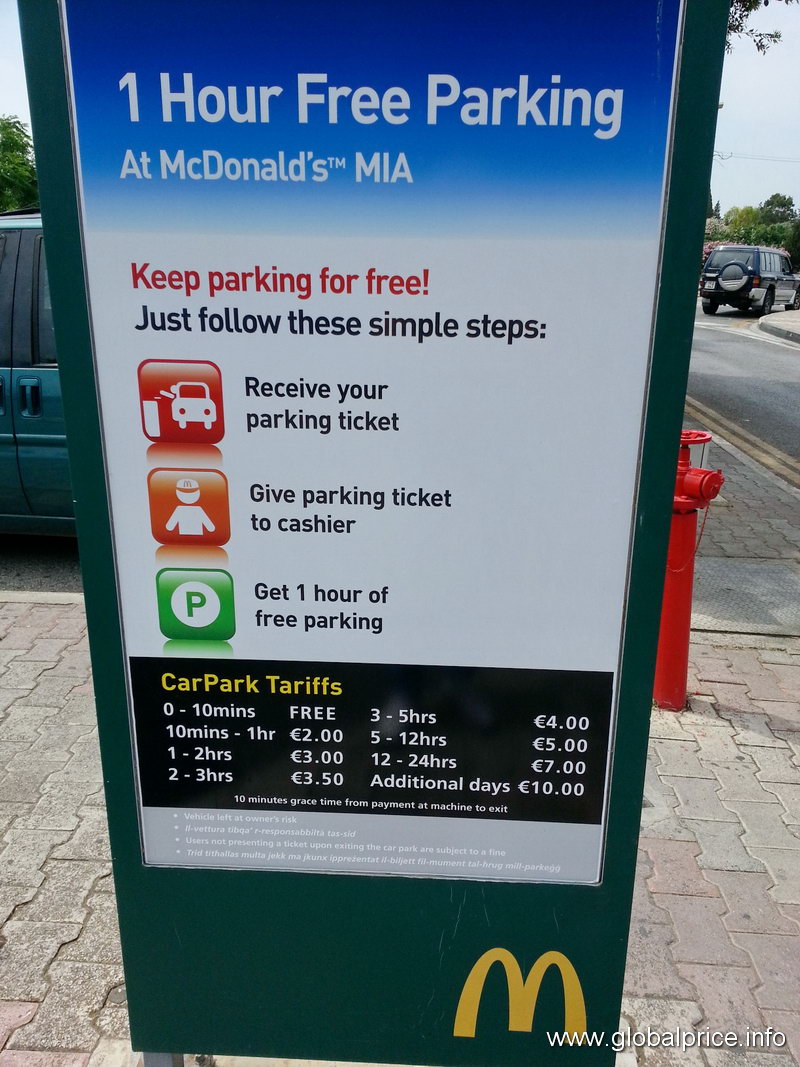 1 Hour Free Parking
At McDonald's™ MIA
Keep parking for free!
Just follow these simple steps:
Receive your
parking ticket
Give parking ticket
to cashier
P
Get 1 hour of
free parking
CarPark Tariffs
0 - 10mins FREE
10mins - 1hr €2.00
1 - 2hrs €3.00
2 - 3hrs €3.50
3 - 5hrs €4.00
5 - 12hrs €5.00
12 - 24hrs €7.00
Additional days €10.00
10 minutes grace time from payment at machine to exit
• Vehicle left at owner's risk
• Il-vettura tibqa' r-responsabbiltà tas-sid
• Users not presenting a ticket upon exiting the car park are subject to a fine
• Trid titħallas multa jekk ma jkunx ippreżentat il-biljett fil-mument tal-ħruġ mill-parkeġġ
M
www.globalprice.info